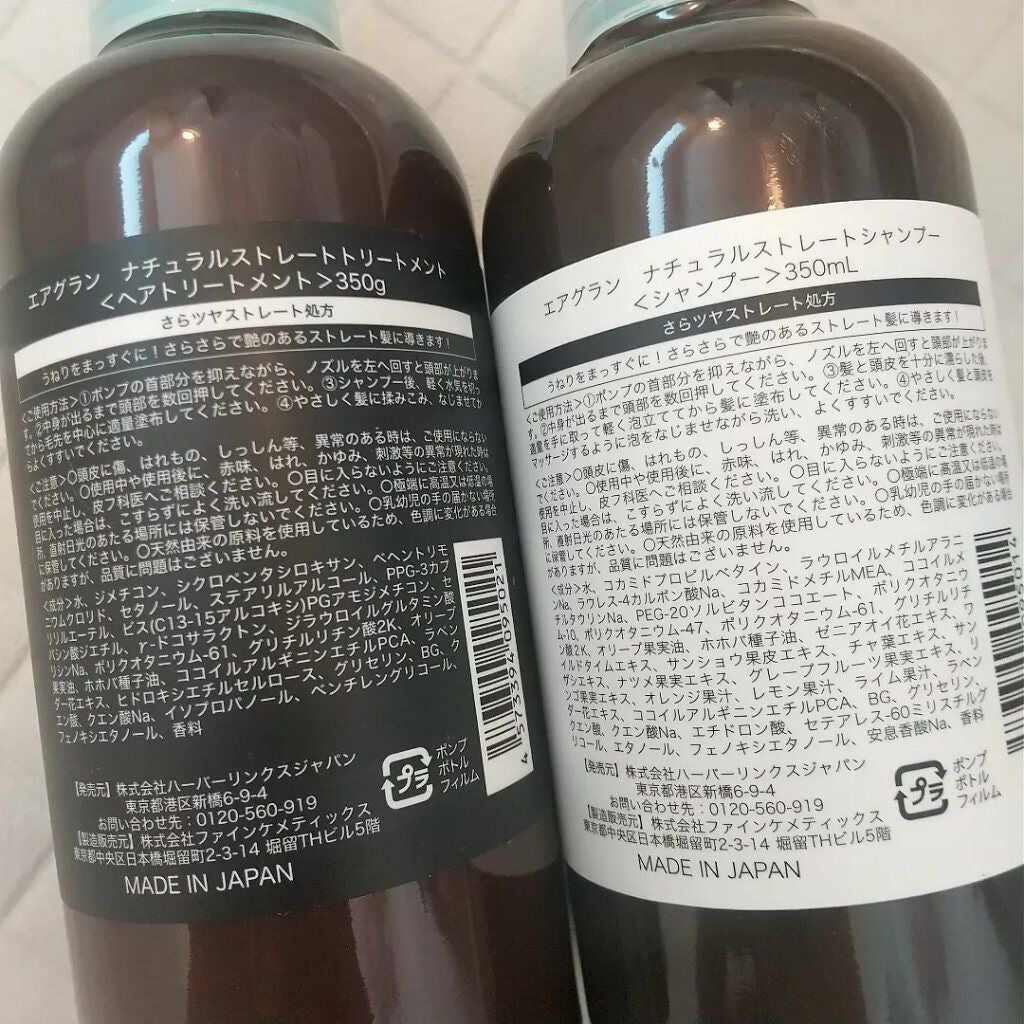 エアグラン ナチュラルストレートトリートメント
＜ヘアトリートメント＞350g
さらツヤストレート処方
うねりをまっすぐに！さらさらで艶のあるストレート髪に導きます！
＜ご使用方法＞①ポンプの首部分を抑えながら、ノズルを左へ回すと頭部が上がりま
す。②中身が出るまで頭部を数回押してください。③シャンプー後、軽く水気を切っ
てから毛先を中心に適量塗布してください。④やさしく髪に揉みこみ、なじませてか
らよくすすいでください。
＜ご注意＞○頭皮に傷、はれもの、しっしん等、異常のある時は、ご使用にならない
でください。○使用中や使用後に、赤味、はれ、かゆみ、刺激等の異常が現れた時は
使用を中止し、皮フ科医へご相談ください。○目に入らないようにご注意ください。
目に入った場合は、こすらずによく洗い流してください。○極端に高温又は低温の場
所、直射日光のあたる場所には保管しないでください。○乳幼児の手の届かない場所
に保管してください。○天然由来の原料を使用しているため、色調に変化がある場合
がありますが、品質に問題はございません。
＜成分＞水、ジメチコン、シクロペンタシロキサン、ベヘントリモ
ニウムクロリド、セタノール、ステアリルアルコール、PPG-3カプ
リリルエーテル、ビス(C13-15アルコキシ)PGアモジメチコン、セ
バシン酸ジエチル、γ-ドコサラクトン、ジラウロイルグルタミン酸
リシンNa、ポリクオタニウム-61、グリチルリチン酸2K、オリーブ
果実油、ホホバ種子油、ココイルアルギニンエチルPCA、ラベン
ダー花エキス、ヒドロキシエチルセルロース、グリセリン、BG、ク
エン酸、クエン酸Na、イソプロパノール、ペンチレングリコール、
フェノキシエタノール、香料
4 573394 095021
【発売元】株式会社ハーバーリンクスジャパン
東京都港区新橋6-9-4
お問い合わせ先：0120-560-919
【製造販売元】株式会社ファインケメティックス
東京都中央区日本橋堀留町2-3-14 堀留THビル5階
MADE IN JAPAN
プラ
ポンプ
ボトル
フィルム
エアグラン ナチュラルストレートシャンプー
＜シャンプー＞350mL
さらツヤストレート処方
うねりをまっすぐに！さらさらで艶のあるストレート髪に導きます！
＜ご使用方法＞①ポンプの首部分を抑えながら、ノズルを左へ回すと頭部が上がりま
す。②中身が出るまで頭部を数回押してください。③髪と頭皮を十分に濡らした後、
適量を手に取って軽く泡立ててから髪に塗布してください。④やさしく髪と頭皮を
マッサージするように泡をなじませながら洗い、よくすすいでください。
＜ご注意＞○頭皮に傷、はれもの、しっしん等、異常のある時は、ご使用にならない
でください。○使用中や使用後に、赤味、はれ、かゆみ、刺激等の異常が現れた時は
使用を中止し、皮フ科医へご相談ください。○目に入らないようにご注意ください。
目に入った場合は、こすらずによく洗い流してください。○極端に高温又は低温の場
所、直射日光のあたる場所には保管しないでください。○乳幼児の手の届かない場所
に保管してください。○天然由来の原料を使用しているため、色調に変化がある場合
がありますが、品質に問題はございません。
＜成分＞水、コカミドプロピルベタイン、ラウロイルメチルアラニ
ンNa、ラウレス-4カルボン酸Na、コカミドメチルMEA、ココイルメ
チルタウリンNa、PEG-20ソルビタンココエート、ポリクオタニウ
ム-10、ポリクオタニウム-47、ポリクオタニウム-61、グリチルリチ
ン酸2K、オリーブ果実油、ホホバ種子油、ゼニアオイ花エキス、ワ
イルドタイムエキス、サンショウ果皮エキス、チャ葉エキス、サン
ザシエキス、ナツメ果実エキス、グレープフルーツ果実エキス、リ
ンゴ果実エキス、オレンジ果汁、レモン果汁、ライム果汁、ラベン
ダー花エキス、ココイルアルギニンエチルPCA、BG、グリセリン、
クエン酸、クエン酸Na、エチドロン酸、セテアレス-60ミリスチルグ
リコール、エタノール、フェノキシエタノール、安息香酸Na、香料
【発売元】株式会社ハーバーリンクスジャパン
東京都港区新橋6-9-4
お問い合わせ先：0120-560-919
【製造販売元】株式会社ファインケメティックス
東京都中央区日本橋堀留町2-3-14 堀留THビル5階
MADE IN JAPAN
プラ
ポンプ
ボトル
フィルム